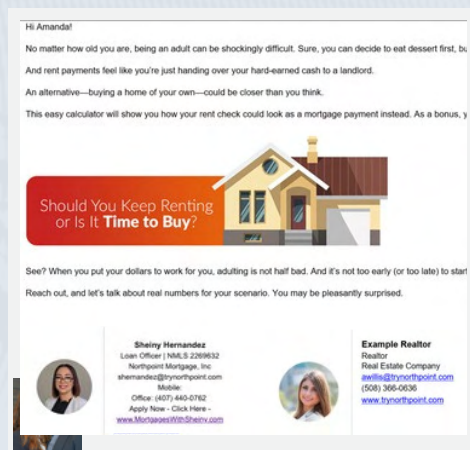 Hi Amanda!
No matter how old you are, being an adult can be shockingly difficult. Sure, you can decide to eat dessert first,
And rent payments feel like you're just handing over your hard-earned cash to a landlord.
An alternative—buying a home of your own—could be closer than you think.
This easy calculator will show you how your rent check could look as a mortgage payment instead. As a bonus,
Should You Keep Renting
or Is It Time to Buy?
See? When you put your dollars to work for you, adulting is not half bad. And it's not too early (or too late) to start
Reach out, and let's talk about real numbers for your scenario. You may be pleasantly surprised.
Sheiny Hernandez
Loan Officer | NMLS 2269632
Northpoint Mortgage, Inc
shernandez@trynorthpoint.com
Mobile:
Office: (407) 440-0762
Apply Now - Click Here -
www.MortgagesWithSheiny.com
Example Realtor
Realtor
Real Estate Company
awillis@trynorthpoint.com
(508) 366-0636
www.trynorthpoint.com